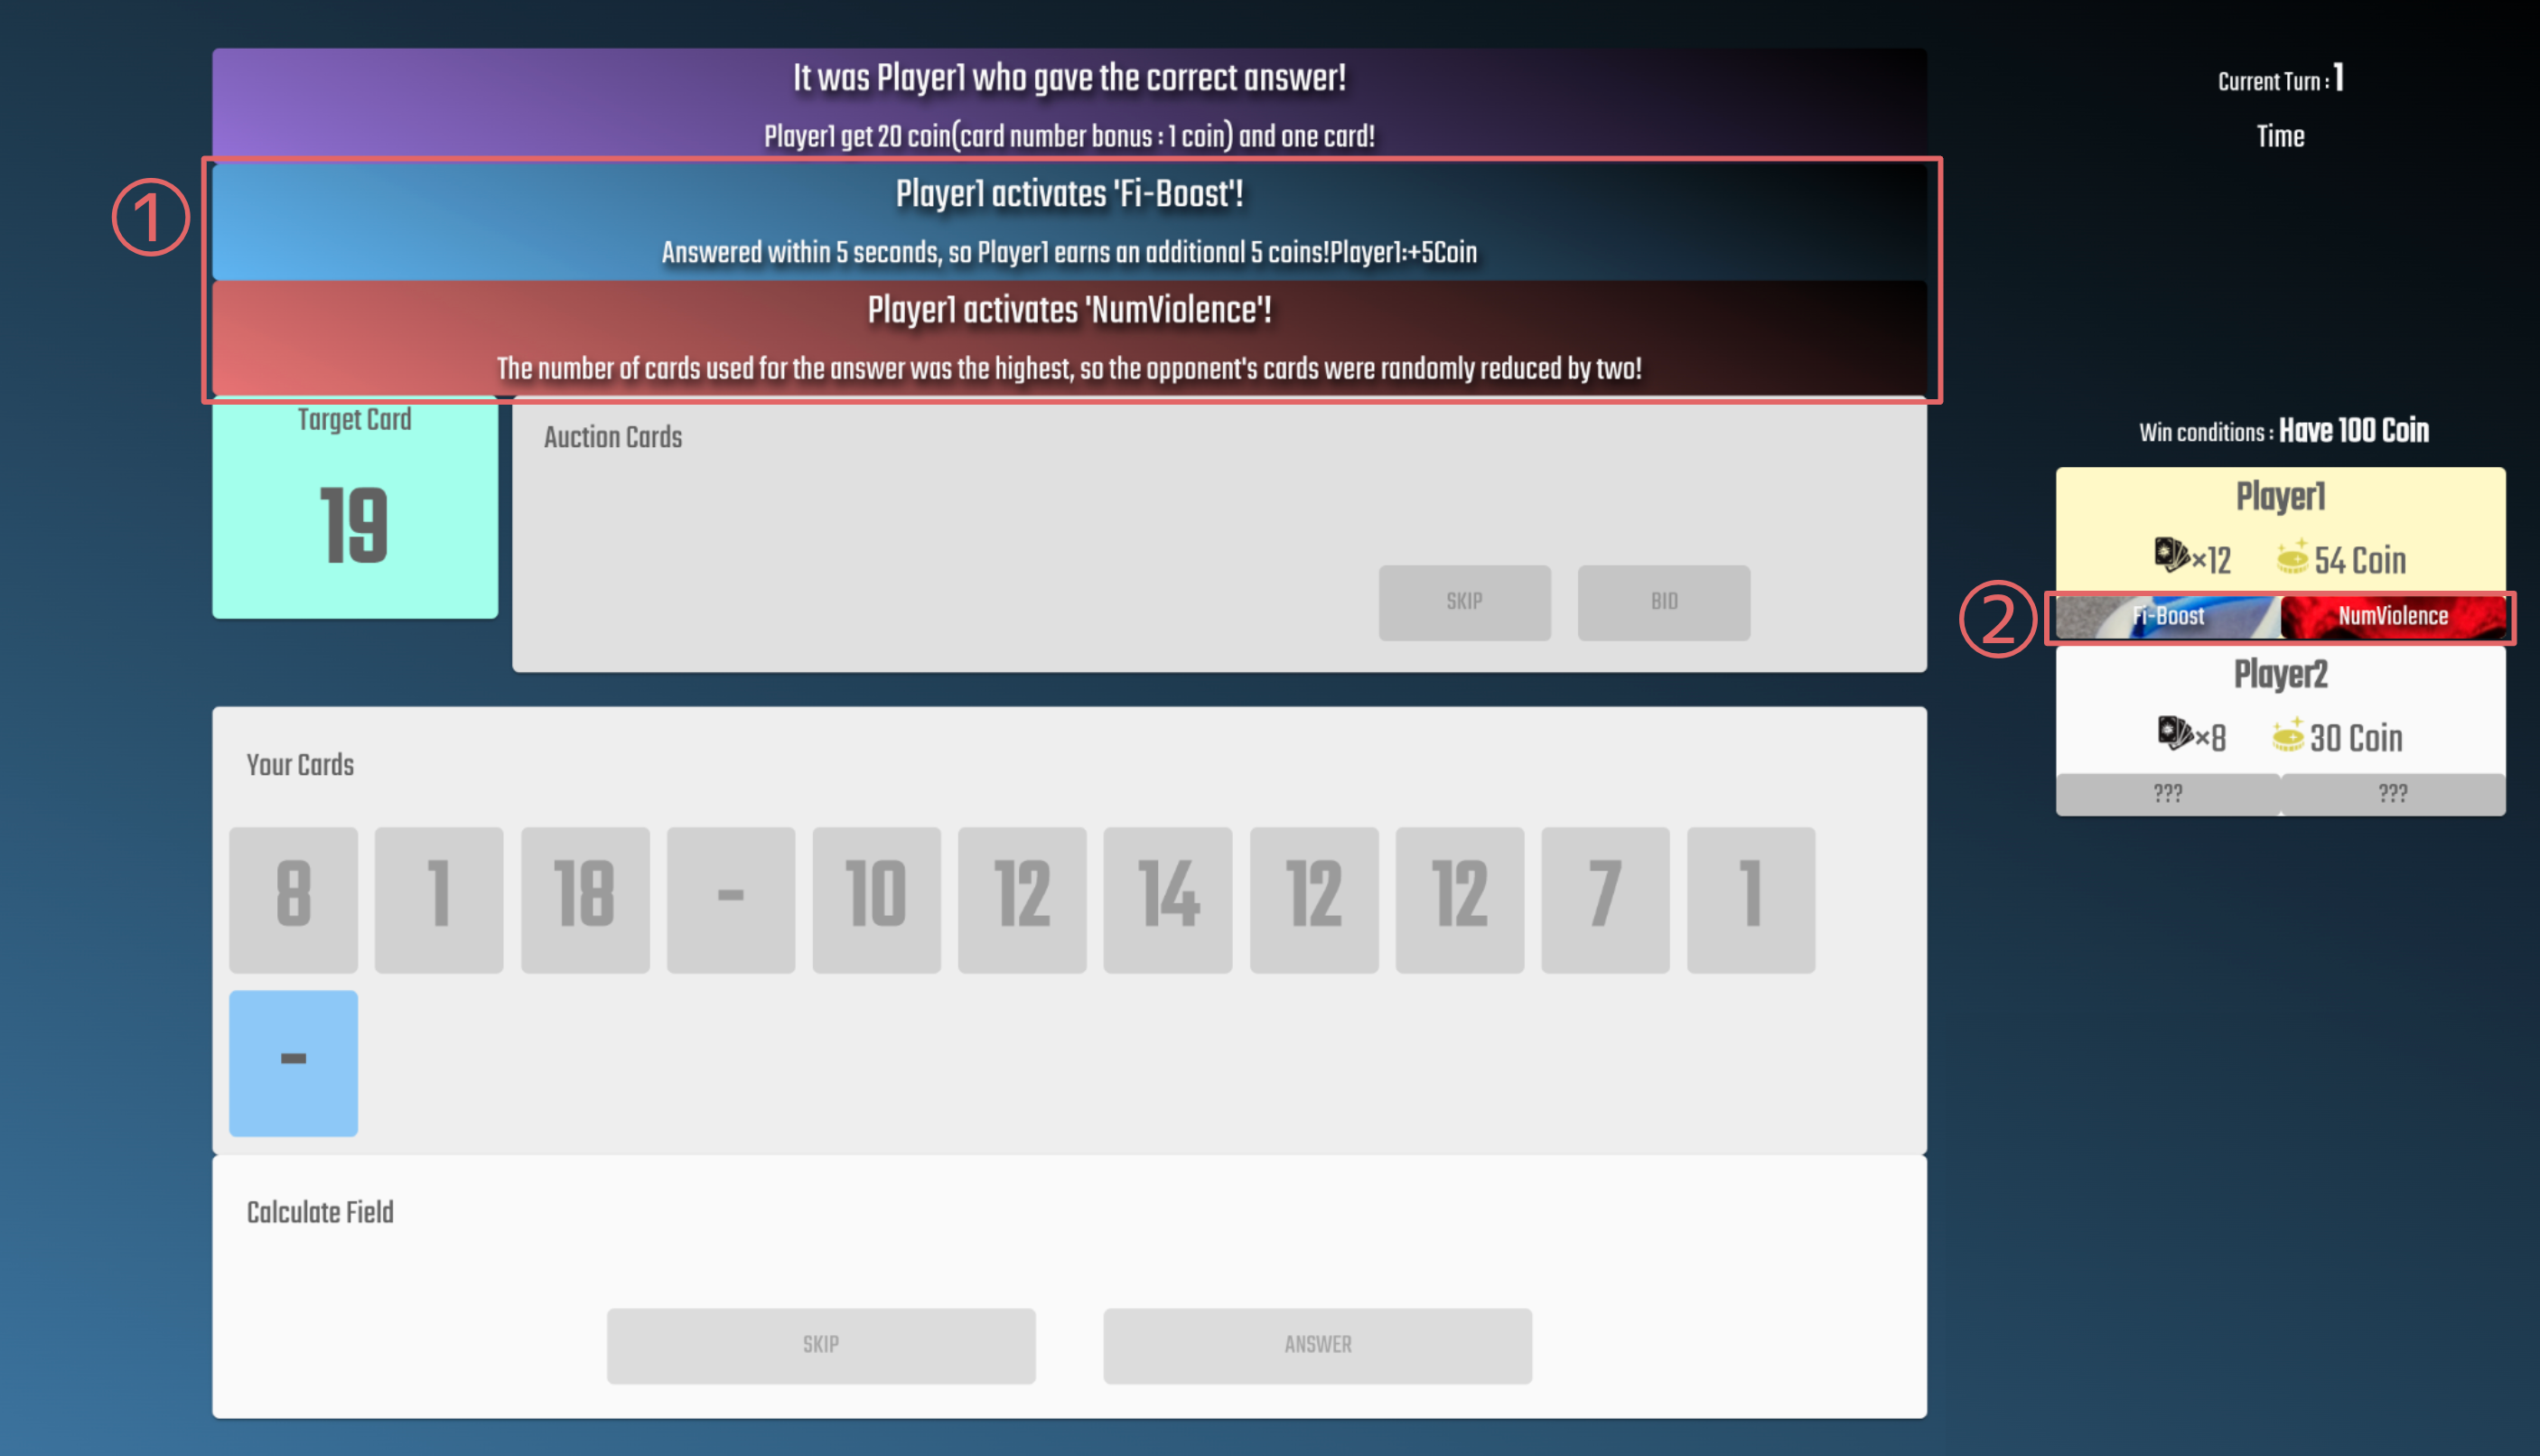 It was Player1 who gave the correct answer!
Player1 get 20 coin(card number bonus : 1 coin) and one card!
①
Player1 activates 'Fi-Boost'!
Answered within 5 seconds, so Player1 earns an additional 5 coins!Player1:+5Coin
Player1 activates 'NumViolence'!
The number of cards used for the answer was the highest, so the opponent's cards were randomly reduced by two!
Target Card
19
Auction Cards
SKIP BID
Your Cards
8 1 18 - 10 12 14 12 12 7 1
-
Calculate Field
SKIP ANSWER
Current Turn : 1
Time
Win conditions : Have 100 Coin
Player1
×12 54 Coin
②
Fi-Boost NumViolence
Player2
×8 30 Coin
??? ???